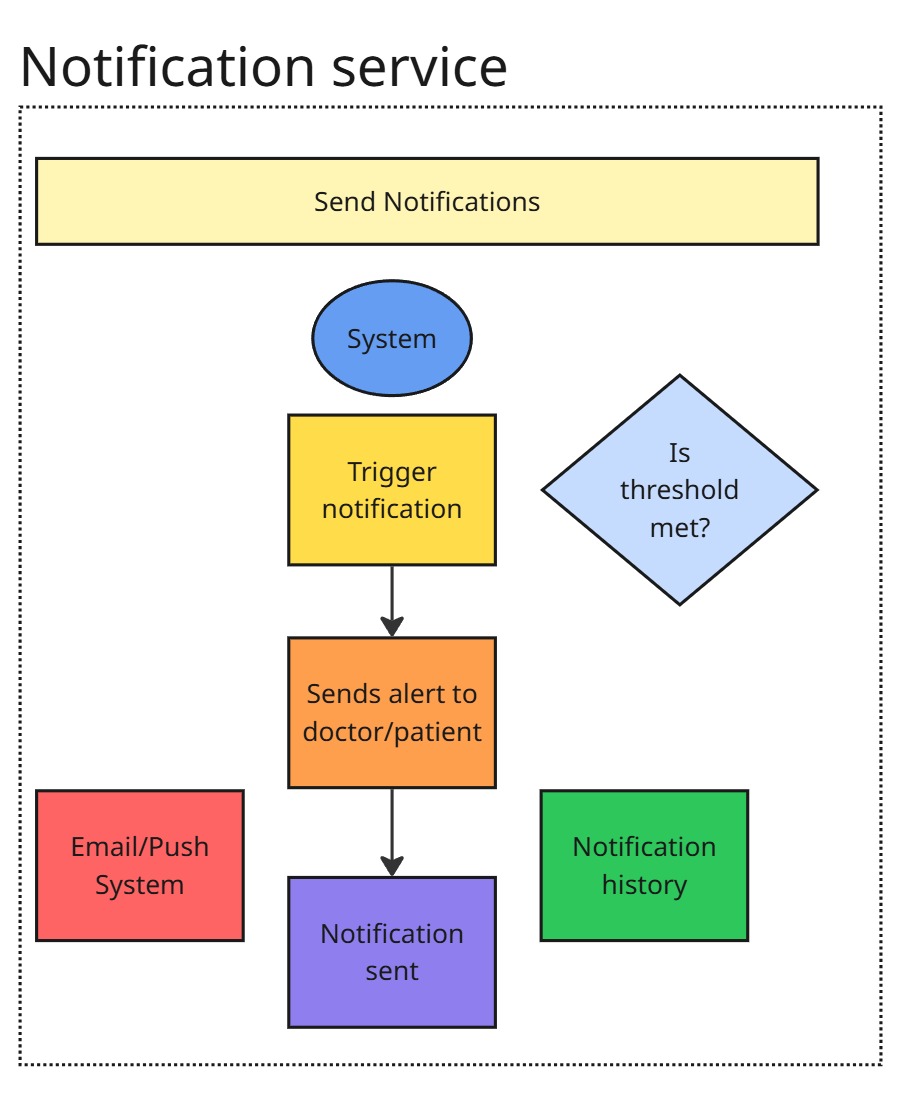 Notification service
Send Notifications
System
Trigger
notification
Is
threshold
met?
Sends alert to
doctor/patient
Email/Push
System
Notification
history
Notification
sent